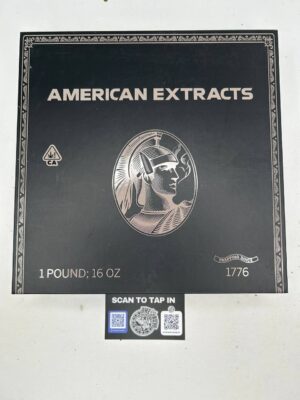 AMERICAN EXTRACTS
CA
1 POUND; 16 OZ
1776
SCAN TO TAP IN